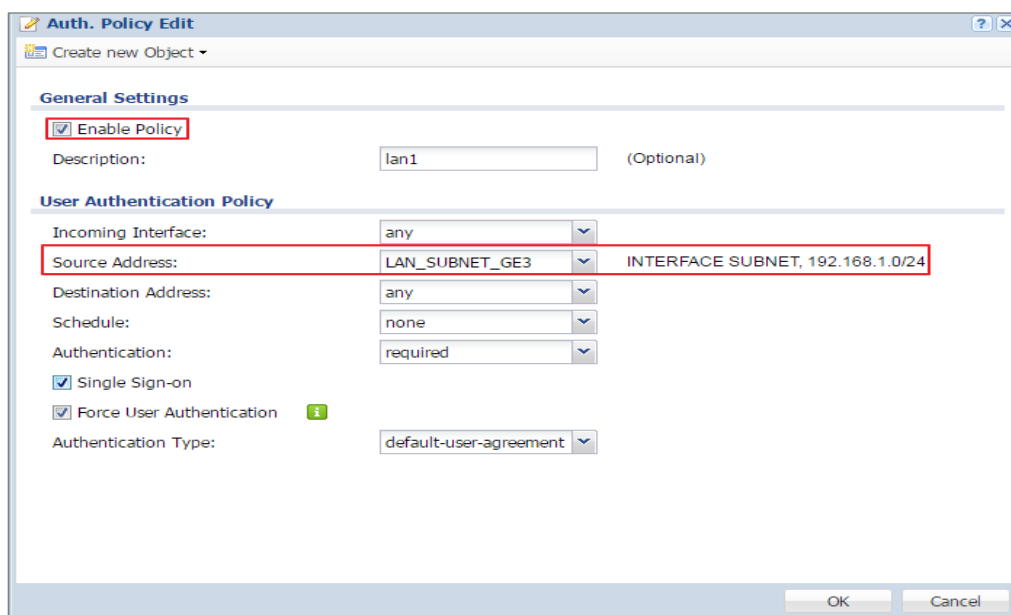 Auth. Policy Edit
Create new Object
General Settings
Enable Policy
Description: lan1 (Optional)
User Authentication Policy
Incoming Interface: any
Source Address: LAN_SUBNET_GE3 INTERFACE SUBNET, 192.168.1.0/24
Destination Address: any
Schedule: none
Authentication: required
Single Sign-on
Force User Authentication
Authentication Type: default-user-agreement
OK Cancel